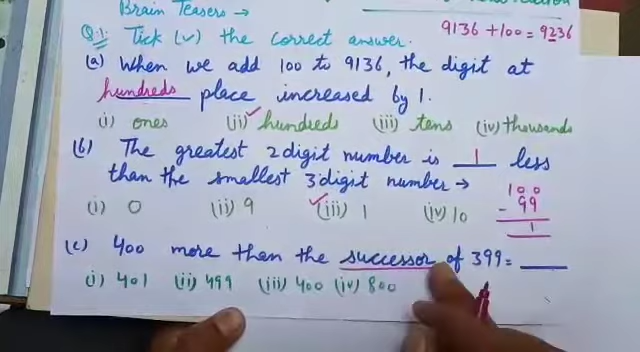 Brain Teasers →
9136 + 100 = 9236
Q:1 Tick (✓) the correct answer.
(a) When we add 100 to 9136, the digit at
hundreds place increased by 1.
(i) ones (ii) hundreds (iii) tens (iv) thousands
(b) The greatest 2 digit number is 1 less
than the smallest 3 digit number →
(i) 0 (ii) 9 (iii) 1 (iv) 10
100
- 99
1
(c) 400 more than the successor of 399 = ____
(i) 401 (ii) 499 (iii) 400 (iv) 800